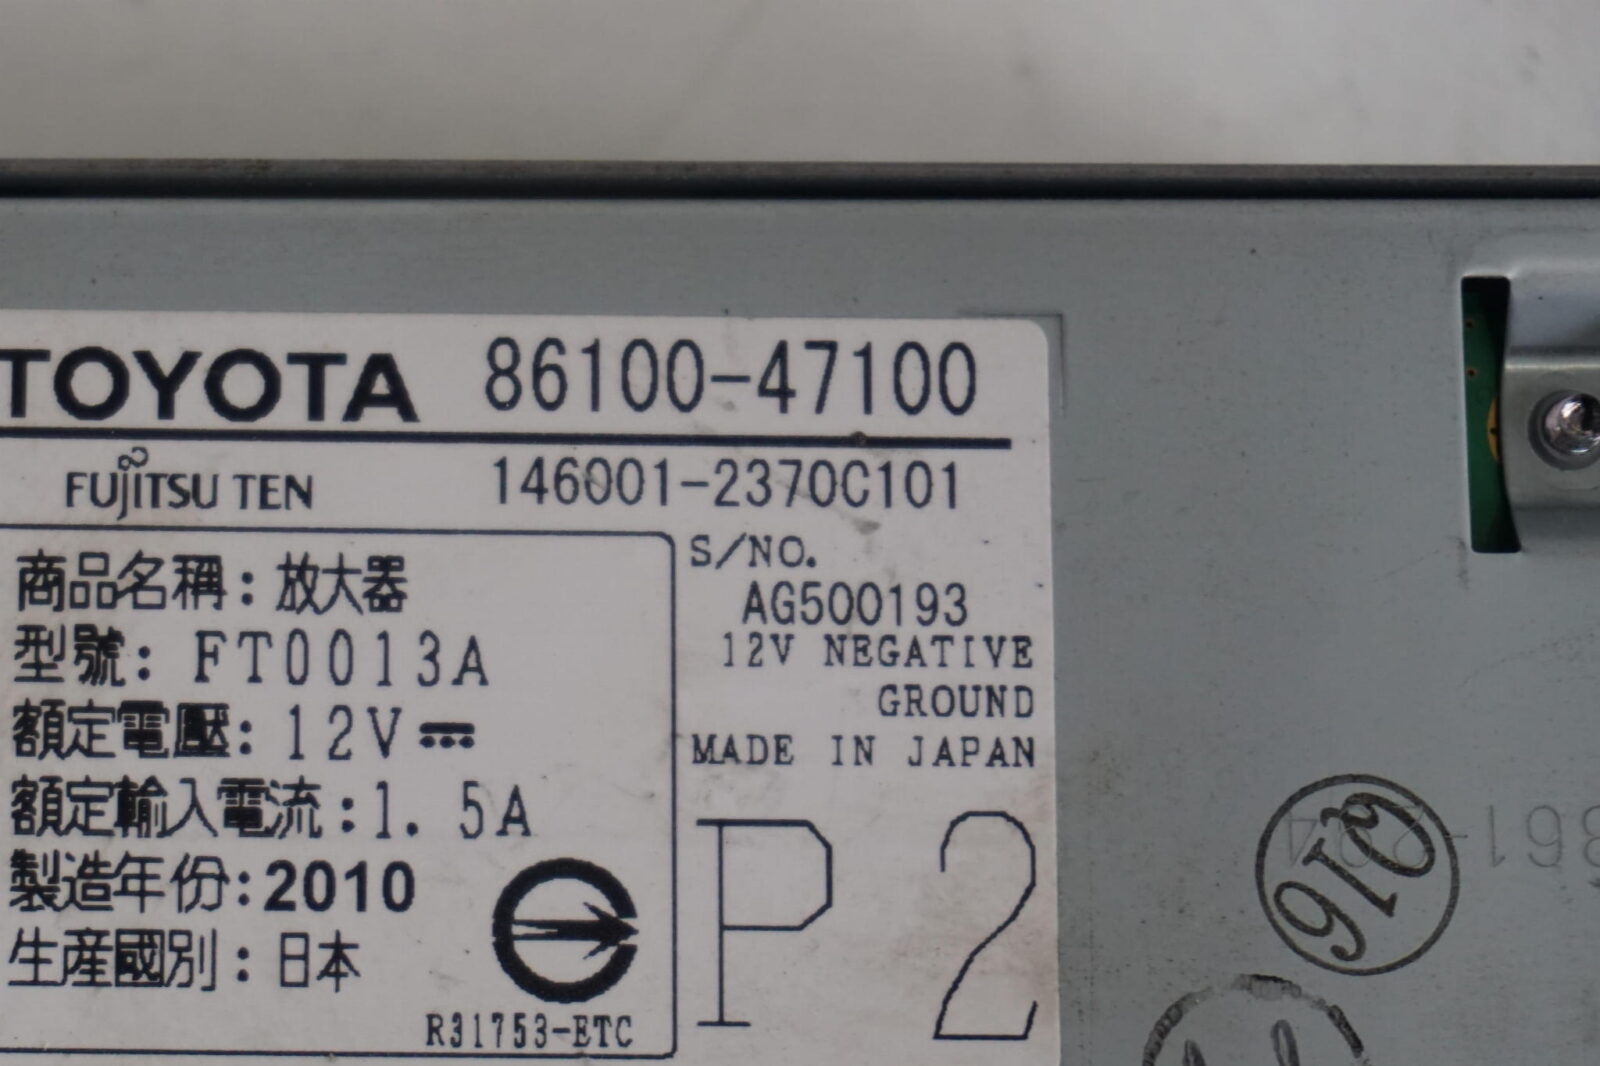 TOYOTA 86100-47100
FUJITSU TEN 146001-2370C101
商品名稱：放大器
型號：FT0013A
額定電壓：12V
額定輸入電流：1.5A
製造年份：2010
生產國別：日本
R31753-ETC
S/NO.
AG500193
12V NEGATIVE
GROUND
MADE IN JAPAN
P2